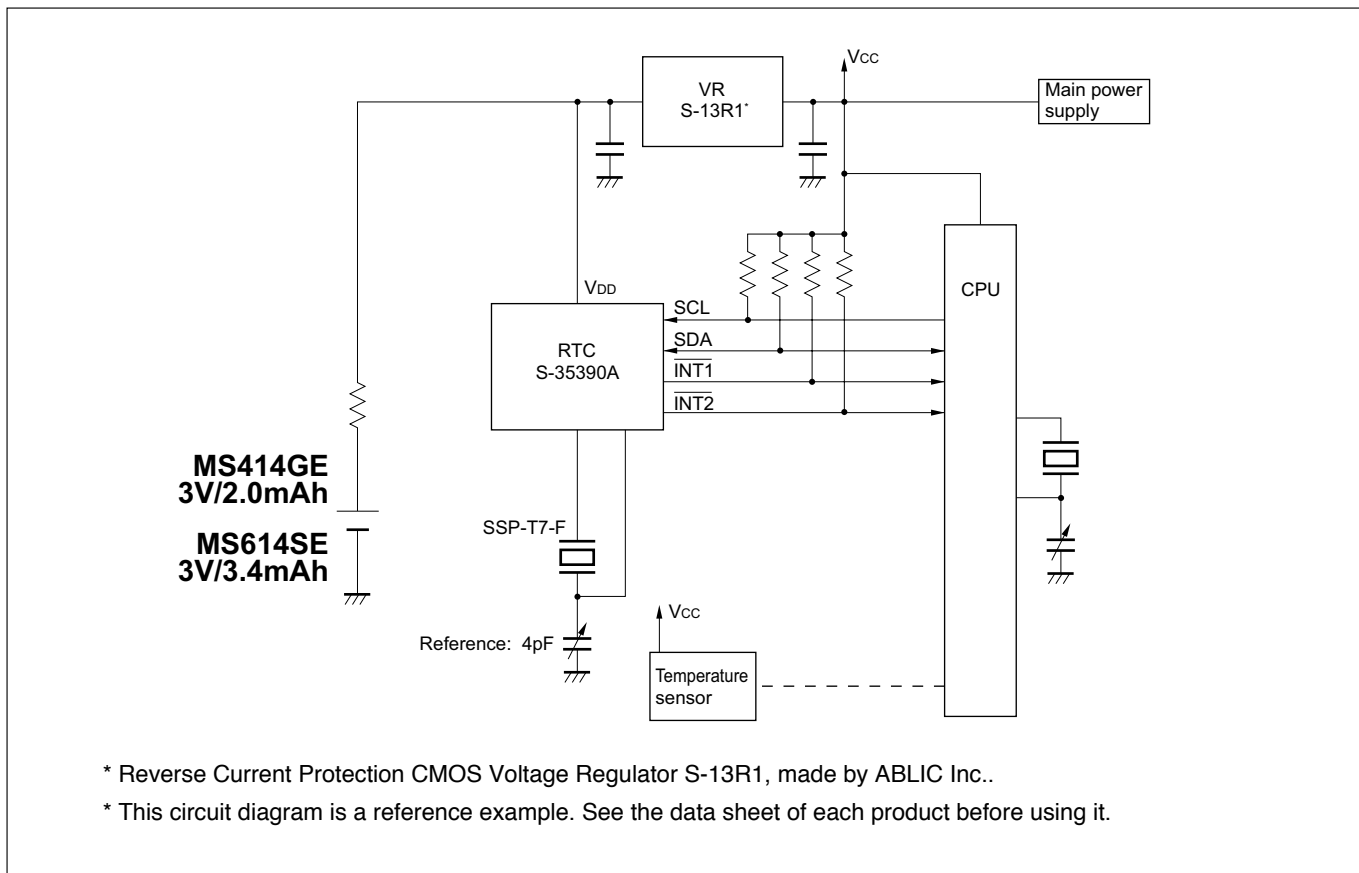 VCC
VR
S-13R1*
Main power
supply
VDD
SCL
SDA
INT1
INT2
RTC
S-35390A
CPU
MS414GE
3V/2.0mAh
MS614SE
3V/3.4mAh
SSP-T7-F
Reference: 4pF
VCC
Temperature
sensor
* Reverse Current Protection CMOS Voltage Regulator S-13R1, made by ABLIC Inc..
* This circuit diagram is a reference example. See the data sheet of each product before using it.